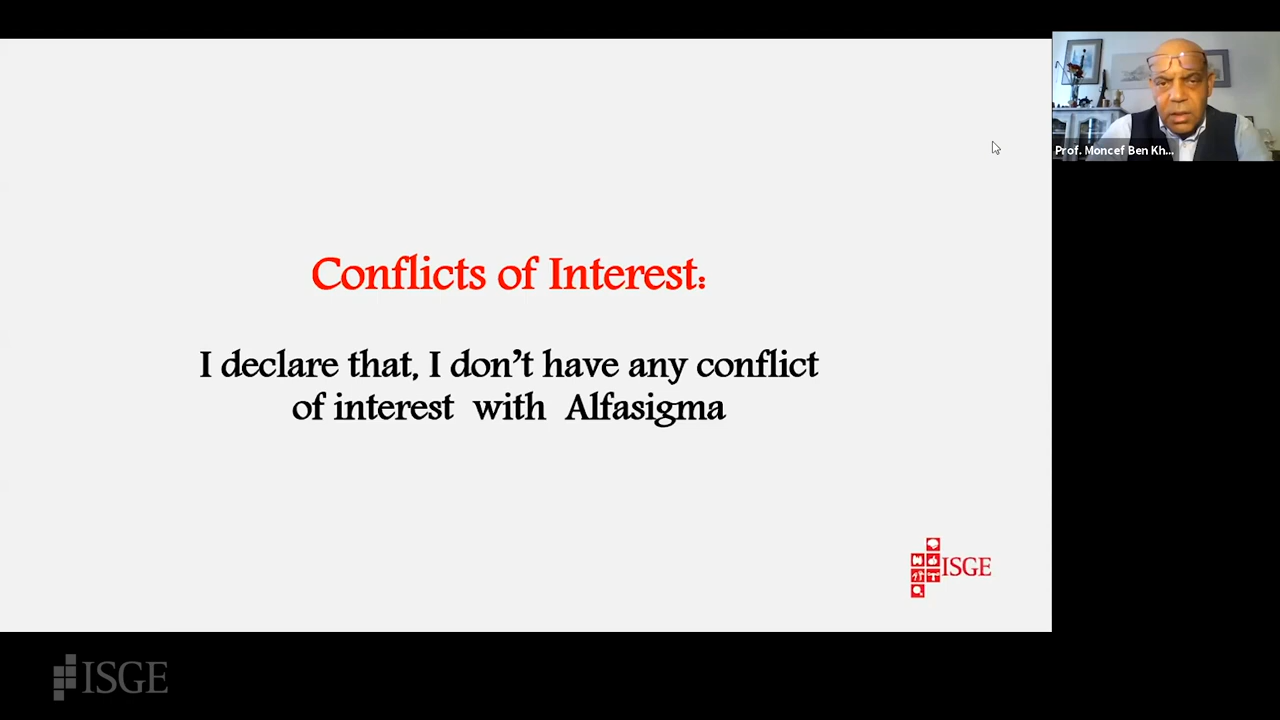 Conflicts of Interest:
I declare that, I don't have any conflict
of interest with Alfasigma
ISGE
Prof. Moncef Ben Kh...
ISGE